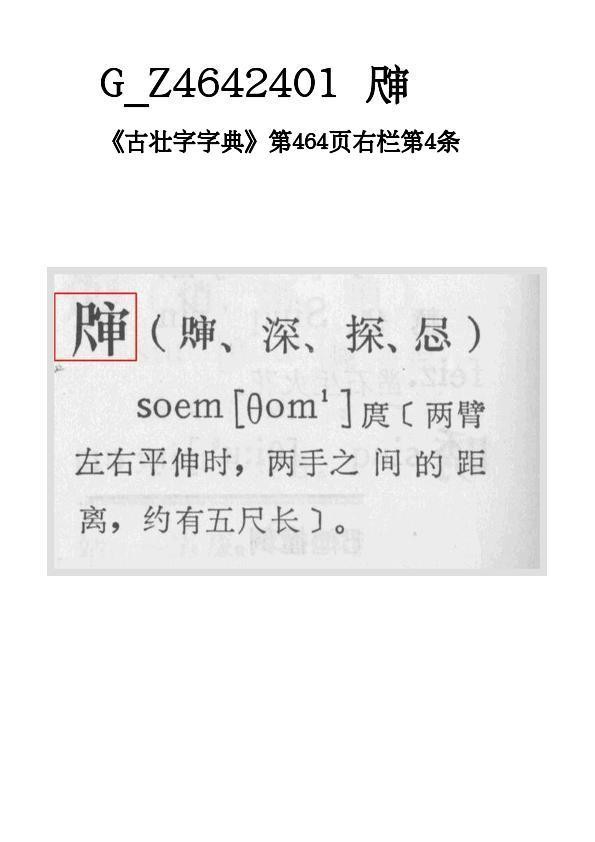 G_Z4642401
《古壮字字典》第464页右栏第4条
（、深、探、）
soem［θom¹］庹〔两臂
左右平伸时，两手之间的距
离，约有五尺长〕。